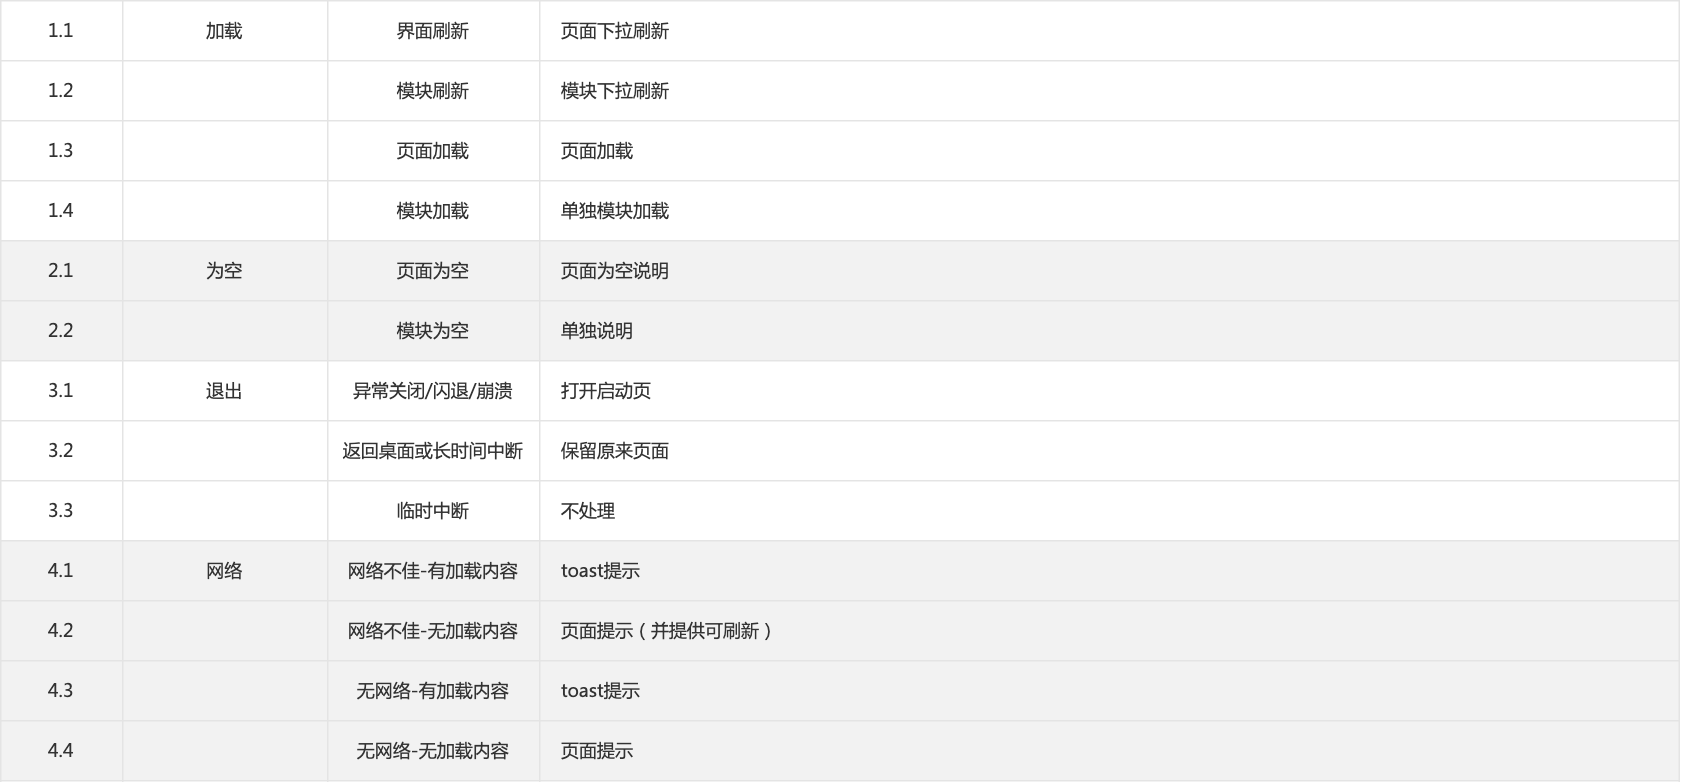 1.1 加载 界面刷新 页面下拉刷新
1.2 模块刷新 模块下拉刷新
1.3 页面加载 页面加载
1.4 模块加载 单独模块加载
2.1 为空 页面为空 页面为空说明
2.2 模块为空 单独说明
3.1 退出 异常关闭/闪退/崩溃 打开启动页
3.2 返回桌面或长时间中断 保留原来页面
3.3 临时中断 不处理
4.1 网络 网络不佳-有加载内容 toast提示
4.2 网络不佳-无加载内容 页面提示（并提供可刷新）
4.3 无网络-有加载内容 toast提示
4.4 无网络-无加载内容 页面提示